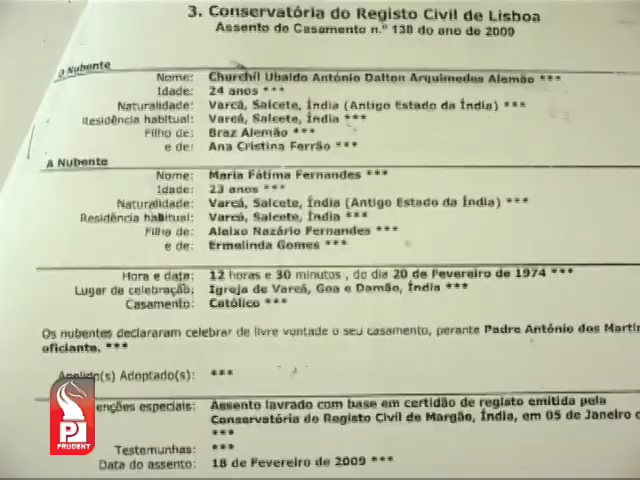 3. Conservatória do Registo Civil de Lisboa
Assento de Casamento n.º 138 do ano de 2009
O Nubente
Nome: Churchil Ubaldo António Dalton Arquimedes Alemão ***
Idade: 24 anos ***
Naturalidade: Varcá, Salcete, Índia (Antigo Estado da Índia) ***
Residência habitual: Varcá, Salcete, Índia ***
Filho de: Braz Alemão ***
e de: Ana Cristina Ferrão ***
A Nubente
Nome: Maria Fátima Fernandes ***
Idade: 23 anos ***
Naturalidade: Varcá, Salcete, Índia (Antigo Estado da Índia) ***
Residência habitual: Varcá, Salcete, Índia ***
Filha de: Aleixo Nazário Fernandes ***
e de: Ermelinda Gomes ***
Hora e data: 12 horas e 30 minutos , do dia 20 de Fevereiro de 1974 ***
Lugar da celebração: Igreja de Varcá, Goa e Damão, Índia ***
Casamento: Católico ***
Os nubentes declararam celebrar de livre vontade o seu casamento, perante Padre António dos Martin
oficiante. ***
Apelido(s) Adoptado(s): ***
enções especiais: Assento lavrado com base em certidão de registo emitida pela
Conservatória do Registo Civil de Margão, Índia, em 05 de Janeiro d
***
Testemunhas: ***
Data do assento: 18 de Fevereiro de 2009 ***
PRUDENT